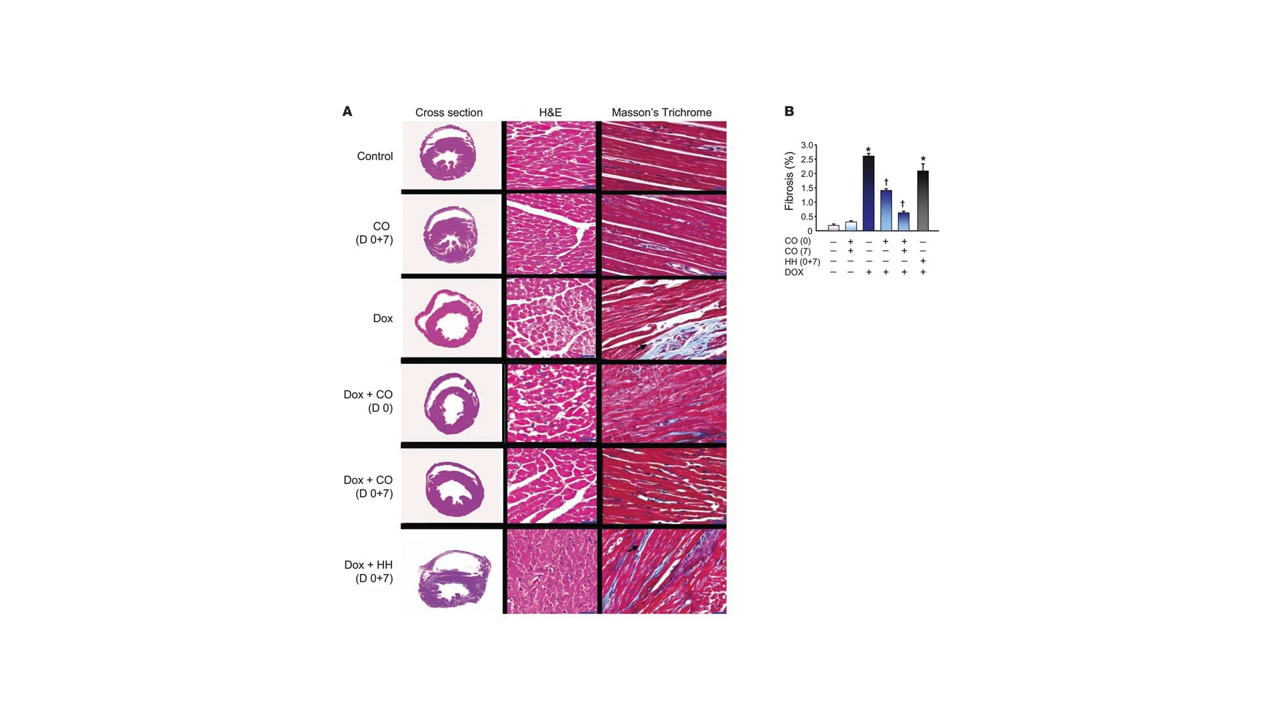 A
Cross section
H&E
Masson's Trichrome
Control
CO
(D 0+7)
Dox
Dox + CO
(D 0)
Dox + CO
(D 0+7)
Dox + HH
(D 0+7)
B
Fibrosis (%)
3.0
2.5
2.0
1.5
1.0
0.5
0
* † † *
CO (0) – + – + + –
CO (7) – + – – + –
HH (0+7) – – – – – +
DOX – – + + + +